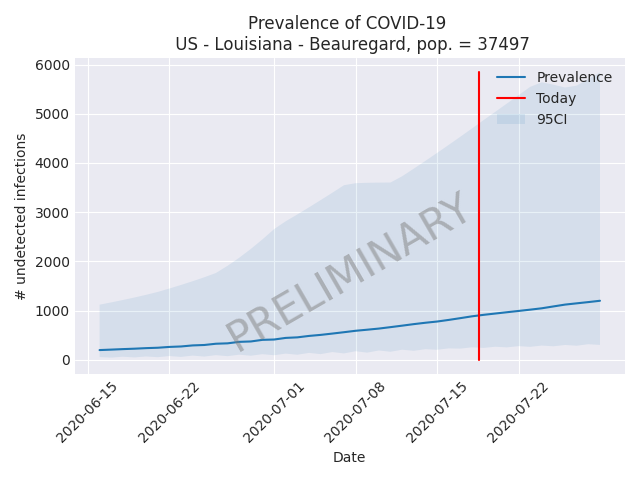 Prevalence of COVID-19
US - Louisiana - Beauregard, pop. = 37497
6000
5000
4000
3000
2000
1000
0
# undetected infections
Prevalence
Today
95CI
PRELIMINARY
2020-06-15
2020-06-22
2020-07-01
2020-07-08
2020-07-15
2020-07-22
Date